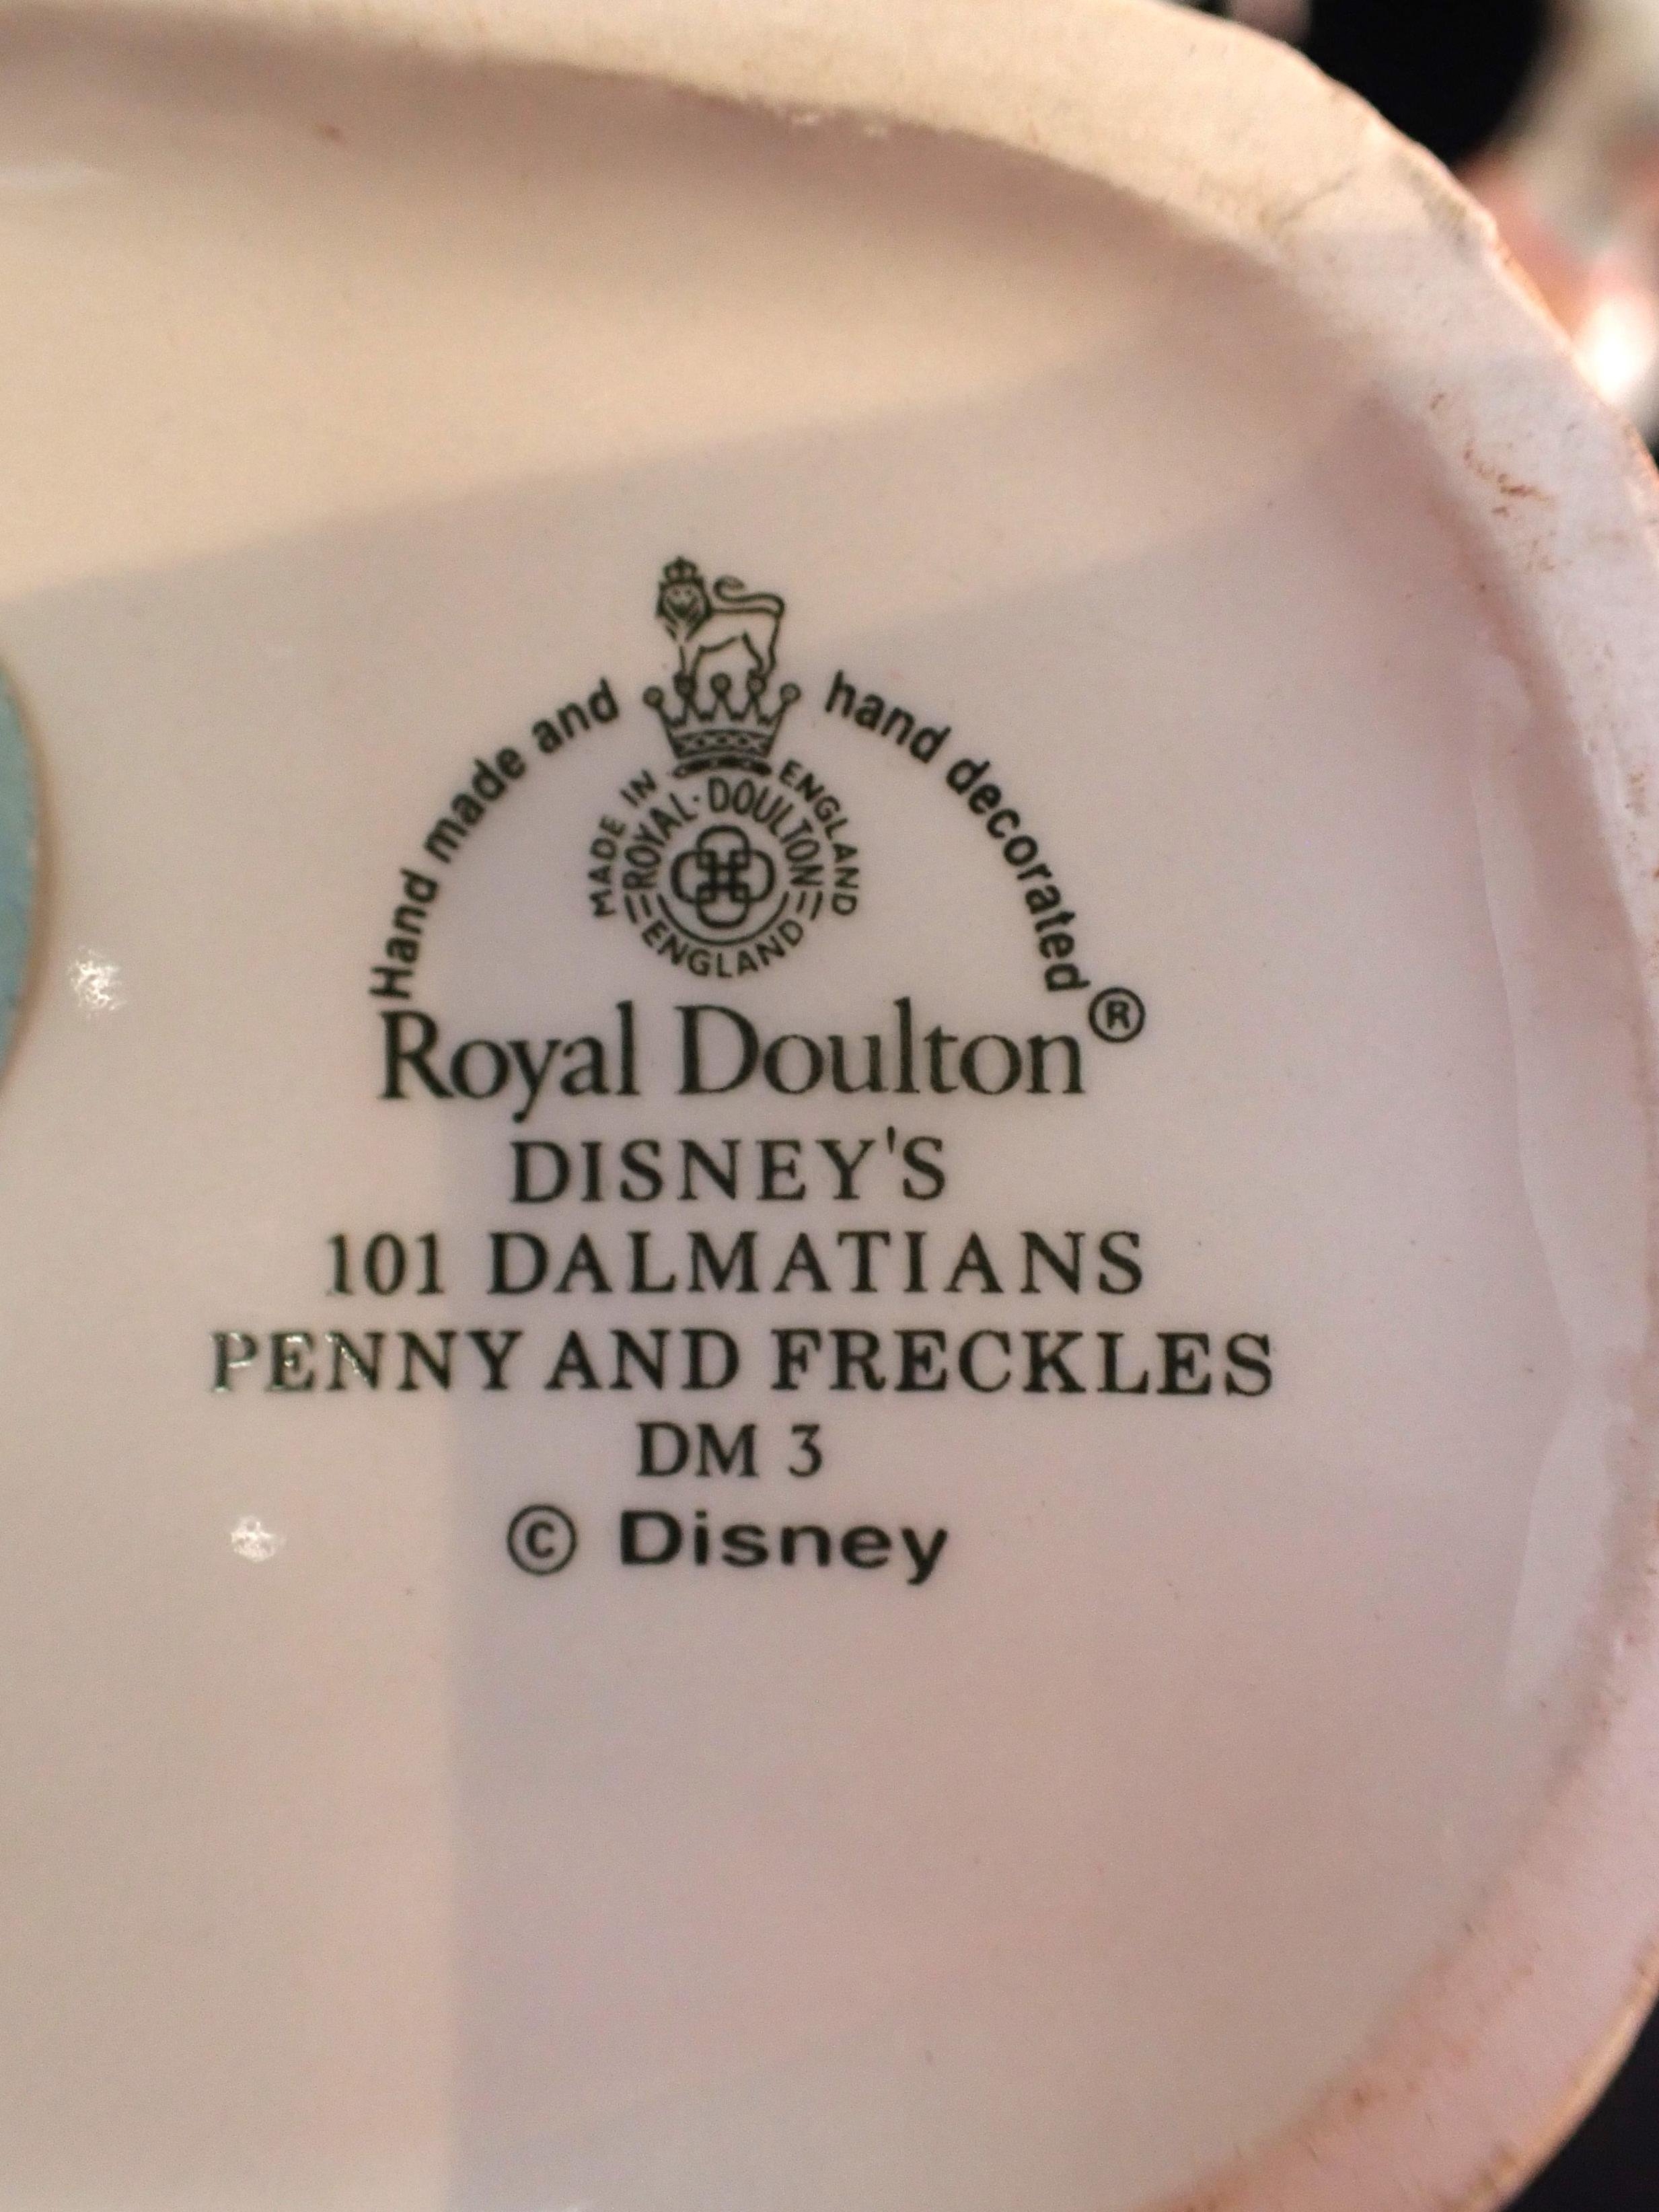 Hand made and hand decorated
MADE IN ENGLAND
ROYAL · DOULTON
ENGLAND
Royal Doulton®
DISNEY'S
101 DALMATIANS
PENNY AND FRECKLES
DM 3
© Disney